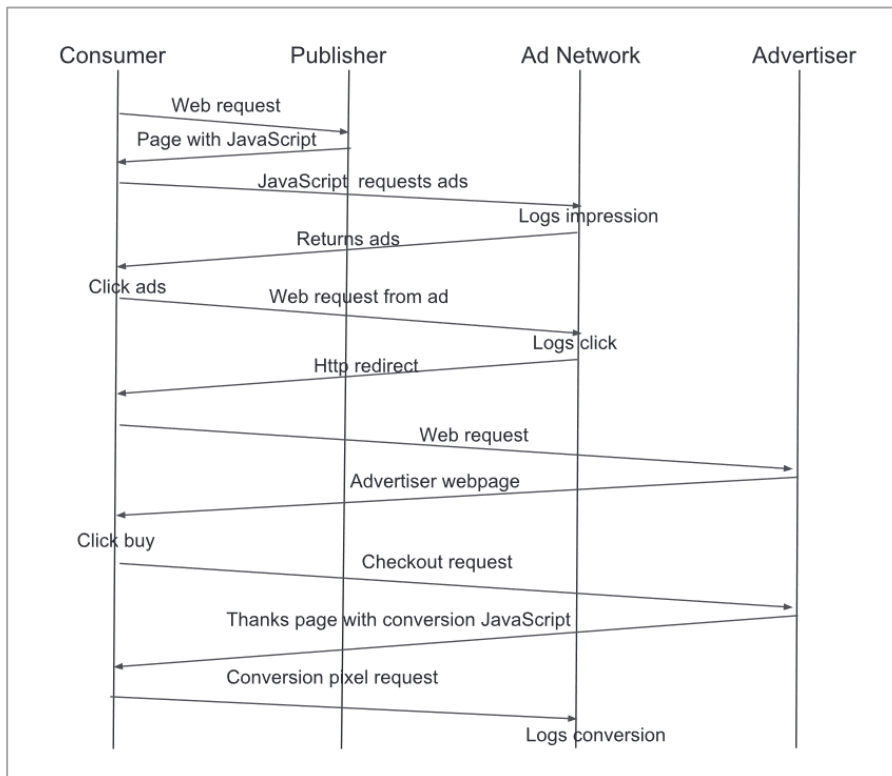 Consumer Publisher Ad Network Advertiser
Web request
Page with JavaScript
JavaScript requests ads
Logs impression
Returns ads
Click ads
Web request from ad
Logs click
Http redirect
Web request
Advertiser webpage
Click buy
Checkout request
Thanks page with conversion JavaScript
Conversion pixel request
Logs conversion